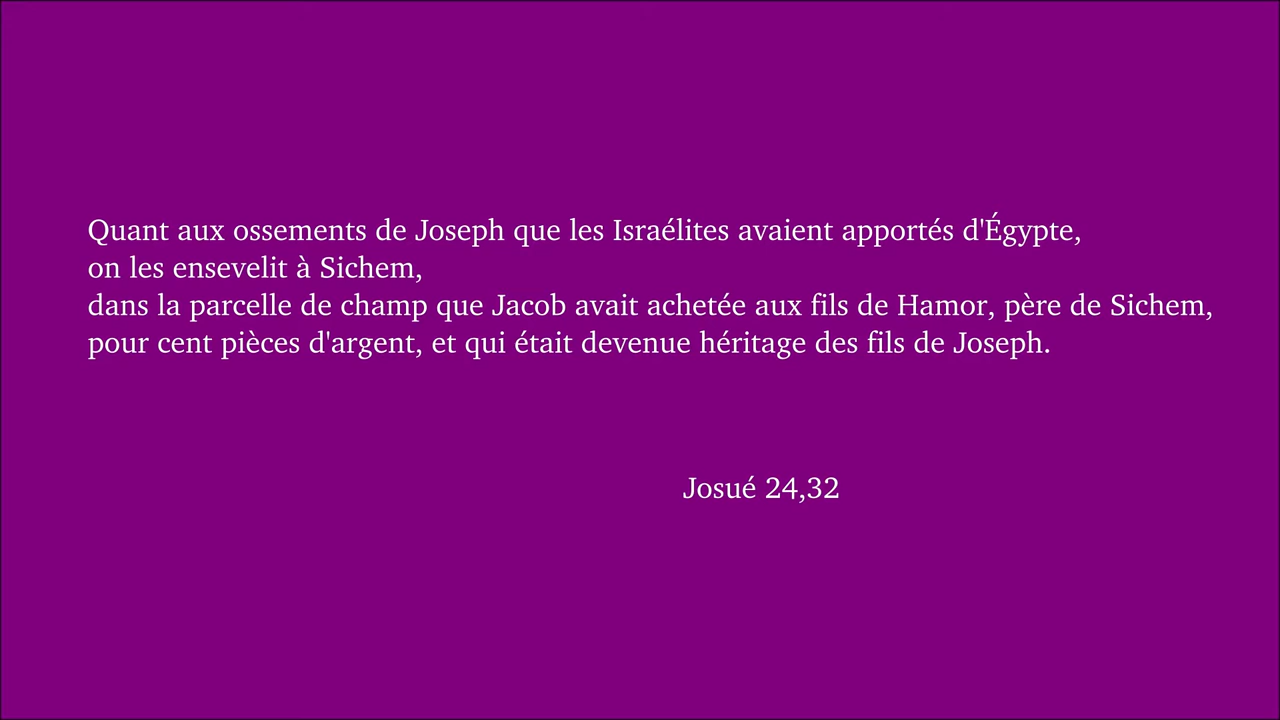 Quant aux ossements de Joseph que les Israélites avaient apportés d'Égypte,
on les ensevelit à Sichem,
dans la parcelle de champ que Jacob avait achetée aux fils de Hamor, père de Sichem,
pour cent pièces d'argent, et qui était devenue héritage des fils de Joseph.
Josué 24,32